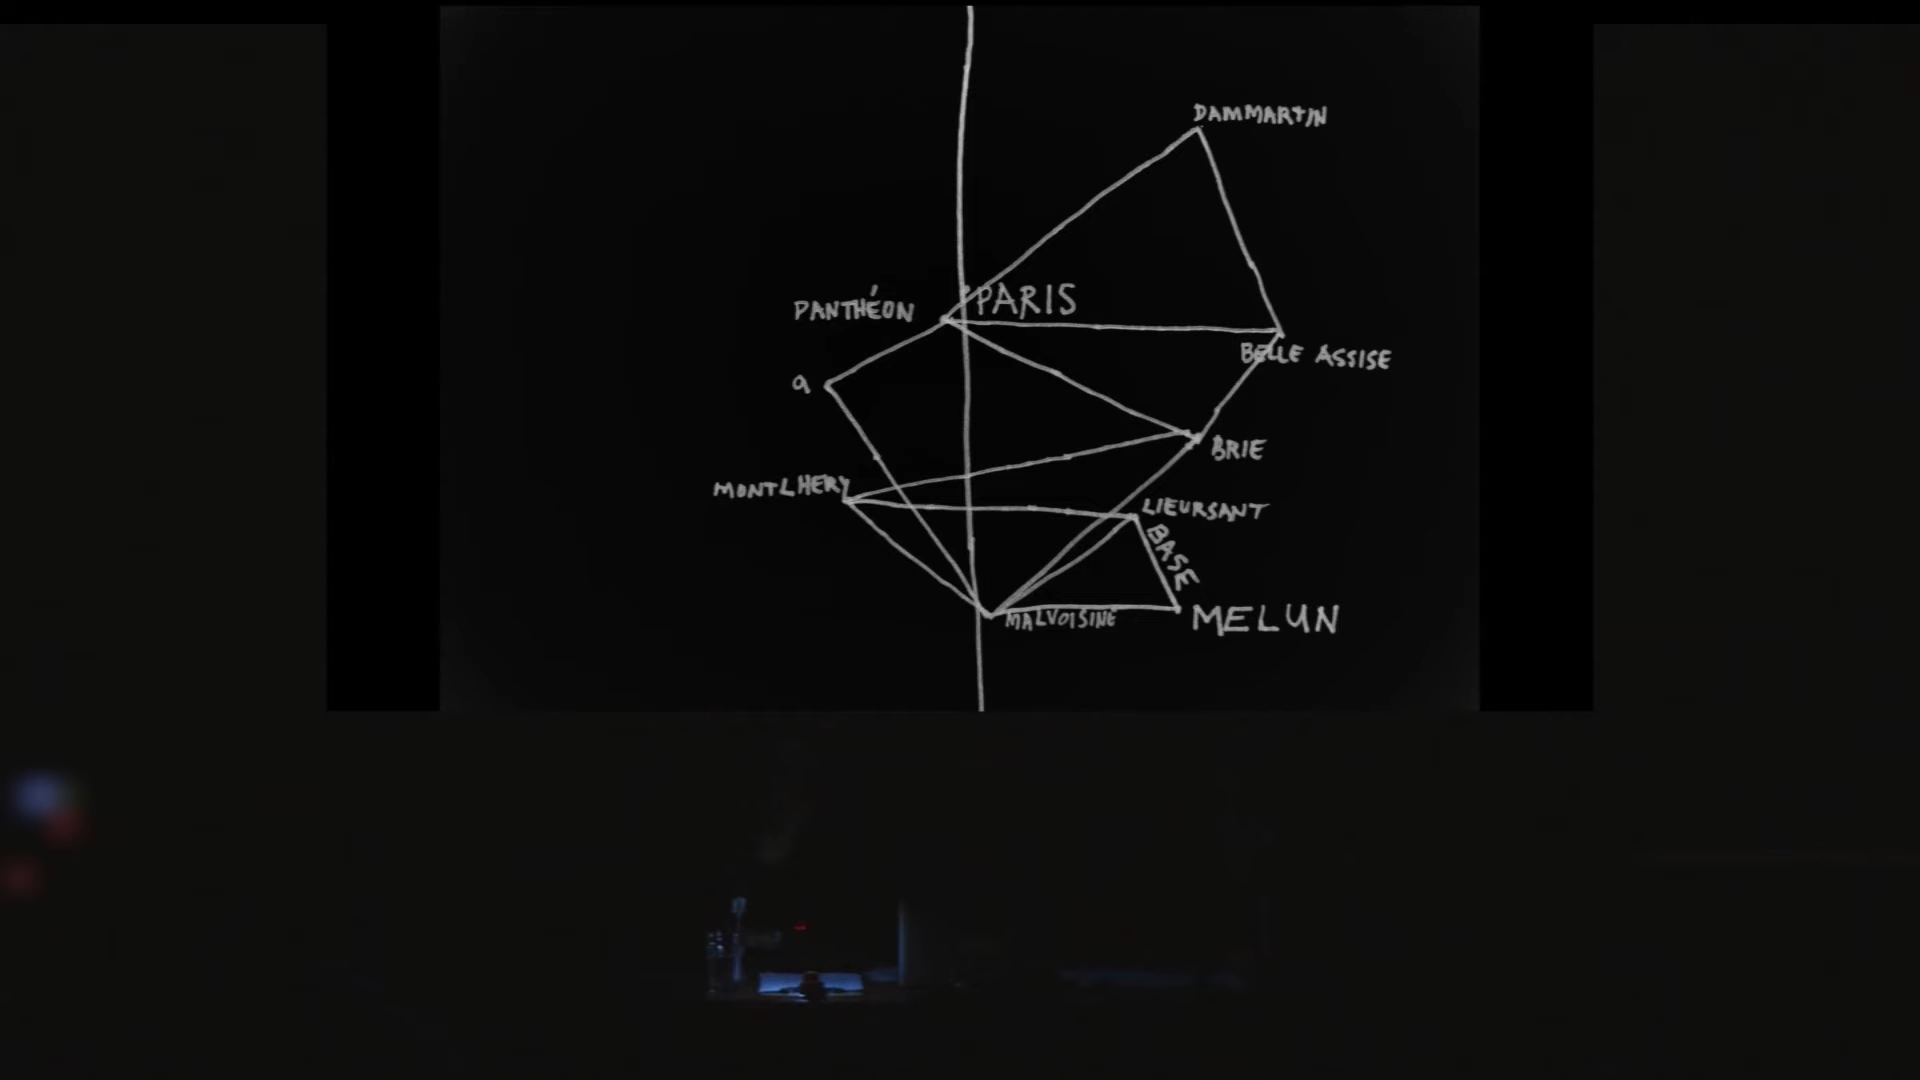 DAMMARTIN
PARIS
PANTHÉON
BELLE ASSISE
a
BRIE
MONTLHERY
LIEURSANT
BASE
MALVOISINE
MELUN